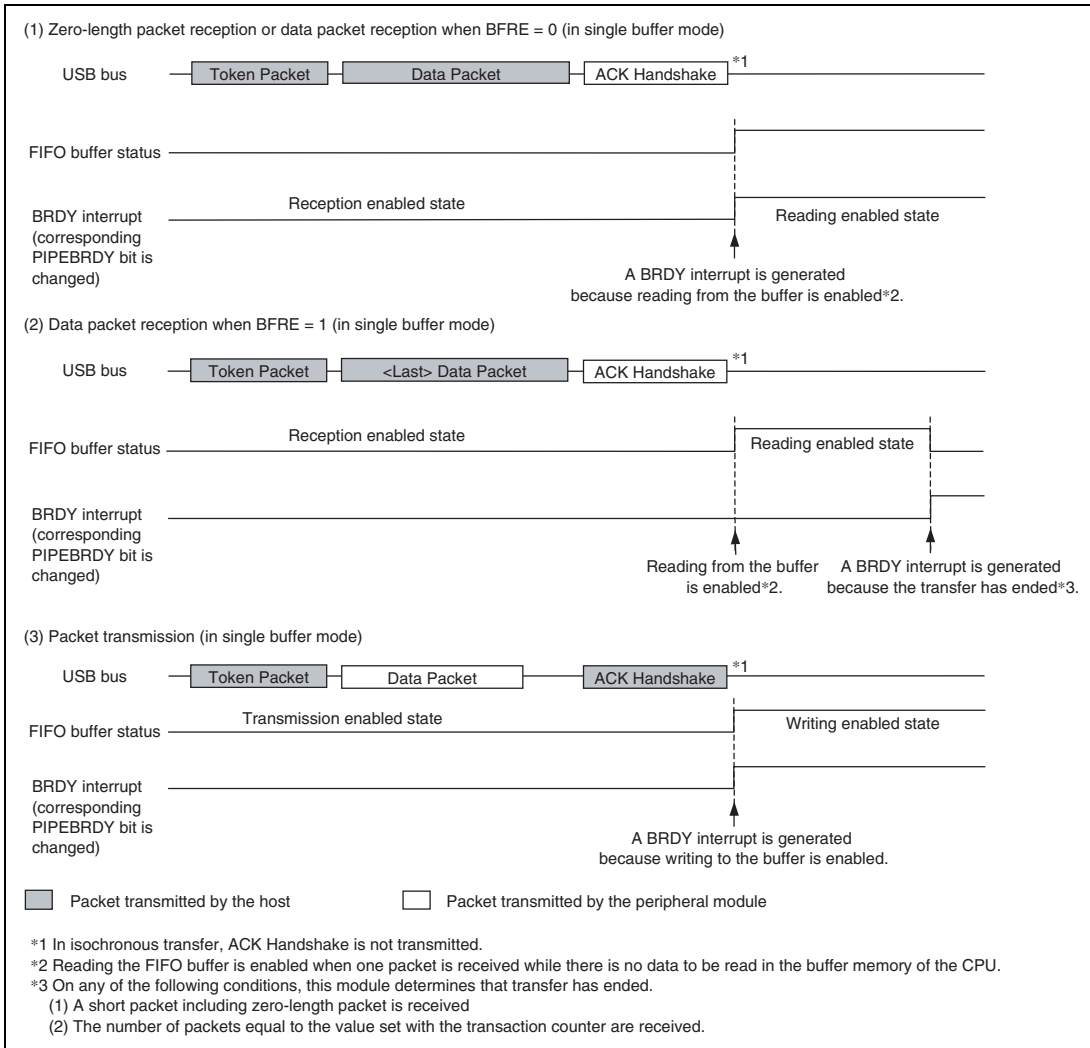 (1) Zero-length packet reception or data packet reception when BFRE = 0 (in single buffer mode)
USB bus
Token Packet
Data Packet
ACK Handshake
*1
FIFO buffer status
Reception enabled state
Reading enabled state
BRDY interrupt
(corresponding
PIPEBRDY bit is
changed)
A BRDY interrupt is generated
because reading from the buffer is enabled*2.
(2) Data packet reception when BFRE = 1 (in single buffer mode)
USB bus
Token Packet
<Last> Data Packet
ACK Handshake
*1
FIFO buffer status
Reception enabled state
Reading enabled state
BRDY interrupt
(corresponding
PIPEBRDY bit is
changed)
Reading from the buffer
is enabled*2.
A BRDY interrupt is generated
because the transfer has ended*3.
(3) Packet transmission (in single buffer mode)
USB bus
Token Packet
Data Packet
ACK Handshake
*1
FIFO buffer status
Transmission enabled state
Writing enabled state
BRDY interrupt
(corresponding
PIPEBRDY bit is
changed)
A BRDY interrupt is generated
because writing to the buffer is enabled.
Packet transmitted by the host
Packet transmitted by the peripheral module
*1 In isochronous transfer, ACK Handshake is not transmitted.
*2 Reading the FIFO buffer is enabled when one packet is received while there is no data to be read in the buffer memory of the CPU.
*3 On any of the following conditions, this module determines that transfer has ended.
(1) A short packet including zero-length packet is received
(2) The number of packets equal to the value set with the transaction counter are received.